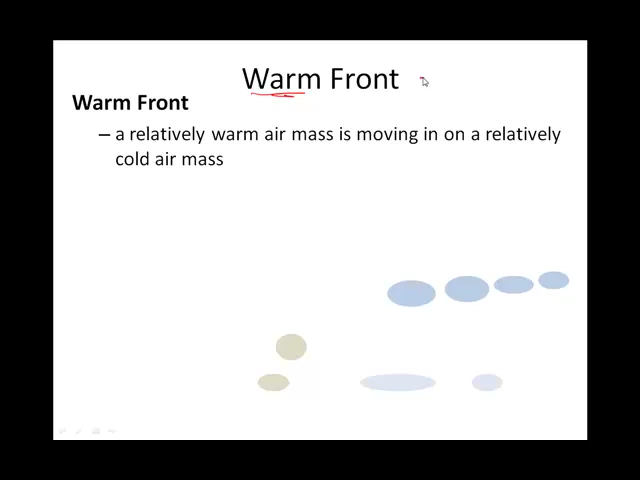 Warm Front
Warm Front
– a relatively warm air mass is moving in on a relatively
cold air mass